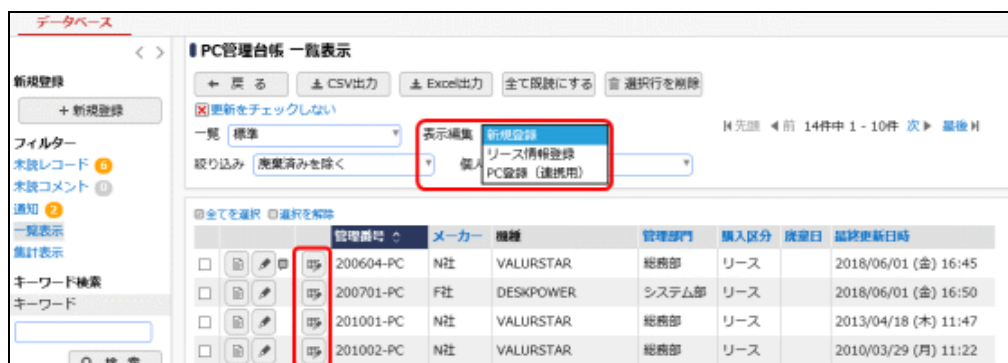 データベース
< >
新規登録
+ 新規登録
フィルター
未読レコード 6
未読コメント 0
通知 2
一覧表示
集計表示
キーワード検索
キーワード
検 索
PC管理台帳 一覧表示
← 戻 る CSV出力 Excel出力 全て既読にする 選択行を削除
更新をチェックしない
一覧 標準 表示編集 新規登録
リース情報登録
PC登録（連携用）
先頭 前 14件中 1 - 10件 次 最後
絞り込み 廃棄済みを除く 個人
全てを選択 選択を解除
管理番号 メーカー 機種 管理部門 購入区分 廃棄日 最終更新日時
200604-PC N社 VALURSTAR 総務部 リース 2018/06/01 (金) 16:45
200701-PC F社 DESKPOWER システム部 リース 2018/06/01 (金) 16:50
201001-PC N社 VALURSTAR 総務部 リース 2013/04/18 (木) 11:47
201002-PC N社 VALURSTAR 総務部 リース 2010/03/29 (月) 11:22